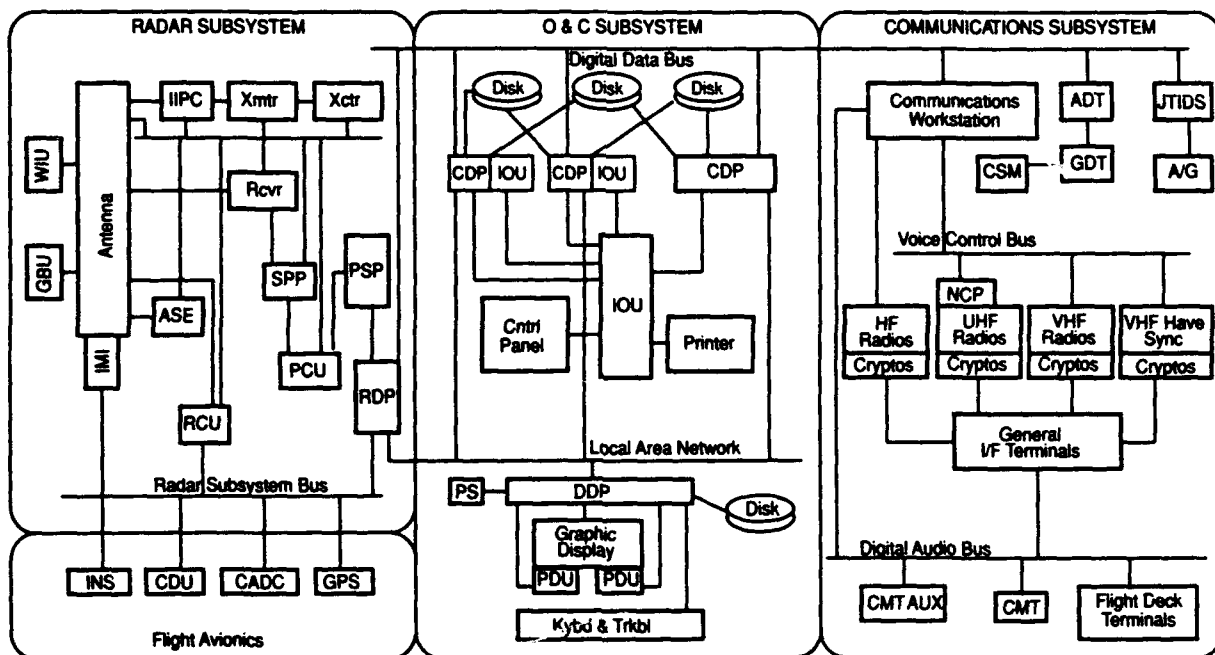 RADAR SUBSYSTEM
O & C SUBSYSTEM
COMMUNICATIONS SUBSYSTEM
Digital Data Bus
IIPC
Xmtr
Xctr
Disk
Disk
Disk
Communications
Workstation
ADT
JTIDS
WIU
Antenna
Rcvr
CDP
IOU
CDP
IOU
CDP
CSM
GDT
A/G
GBU
SPP
PSP
IOU
Voice Control Bus
NCP
ASE
Cntrl
Panel
Printer
HF
Radios
UHF
Radios
VHF
Radios
VHF Have
Sync
Cryptos
Cryptos
Cryptos
Cryptos
IMI
PCU
RDP
RCU
Local Area Network
General
I/F Terminals
Radar Subsystem Bus
PS
DDP
Disk
Graphic
Display
PDU
PDU
Digital Audio Bus
INS
CDU
CADC
GPS
CMT AUX
CMT
Flight Deck
Terminals
Kybd & Trkbl
Flight Avionics